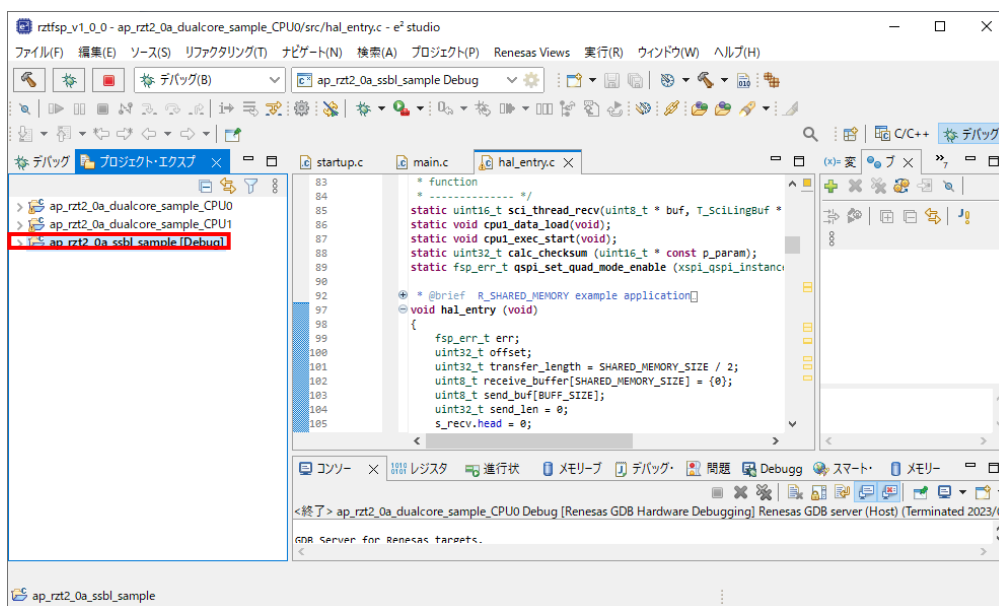 rztfsp_v1_0_0 - ap_rzt2_0a_dualcore_sample_CPU0/src/hal_entry.c - e² studio
ファイル(F) 編集(E) ソース(S) リファクタリング(T) ナビゲート(N) 検索(A) プロジェクト(P) Renesas Views 実行(R) ウィンドウ(W) ヘルプ(H)
デバッグ(B) ap_rzt2_0a_ssbl_sample Debug
C/C++ デバッグ
デバッグ プロジェクト・エクスプ
ap_rzt2_0a_dualcore_sample_CPU0
ap_rzt2_0a_dualcore_sample_CPU1
ap_rzt2_0a_ssbl_sample [Debug]
startup.c main.c hal_entry.c
83 * function
84 * -------------- */
85 static uint16_t sci_thread_recv(uint8_t * buf, T_SciLingBuf *
86 static void cpu1_data_load(void);
87 static void cpu1_exec_start(void);
88 static uint32_t calc_checksum (uint16_t * const p_param);
89 static fsp_err_t qspi_set_quad_mode_enable (xspi_qspi_instanc
90
92 * @brief R_SHARED_MEMORY example application
97 void hal_entry (void)
98 {
99 fsp_err_t err;
100 uint32_t offset;
101 uint32_t transfer_length = SHARED_MEMORY_SIZE / 2;
102 uint8_t receive_buffer[SHARED_MEMORY_SIZE] = {0};
103 uint8_t send_buf[BUFF_SIZE];
104 uint32_t send_len = 0;
105 s_recv.head = 0;
(x)= 変 ブ 7
コンソー レジスタ 進行状 メモリーブ デバッグ・ 問題 Debugg スマート・ メモリー
<終了> ap_rzt2_0a_dualcore_sample_CPU0 Debug [Renesas GDB Hardware Debugging] Renesas GDB server (Host) (Terminated 2023/
GDB Server for Renesas targets.
ap_rzt2_0a_ssbl_sample